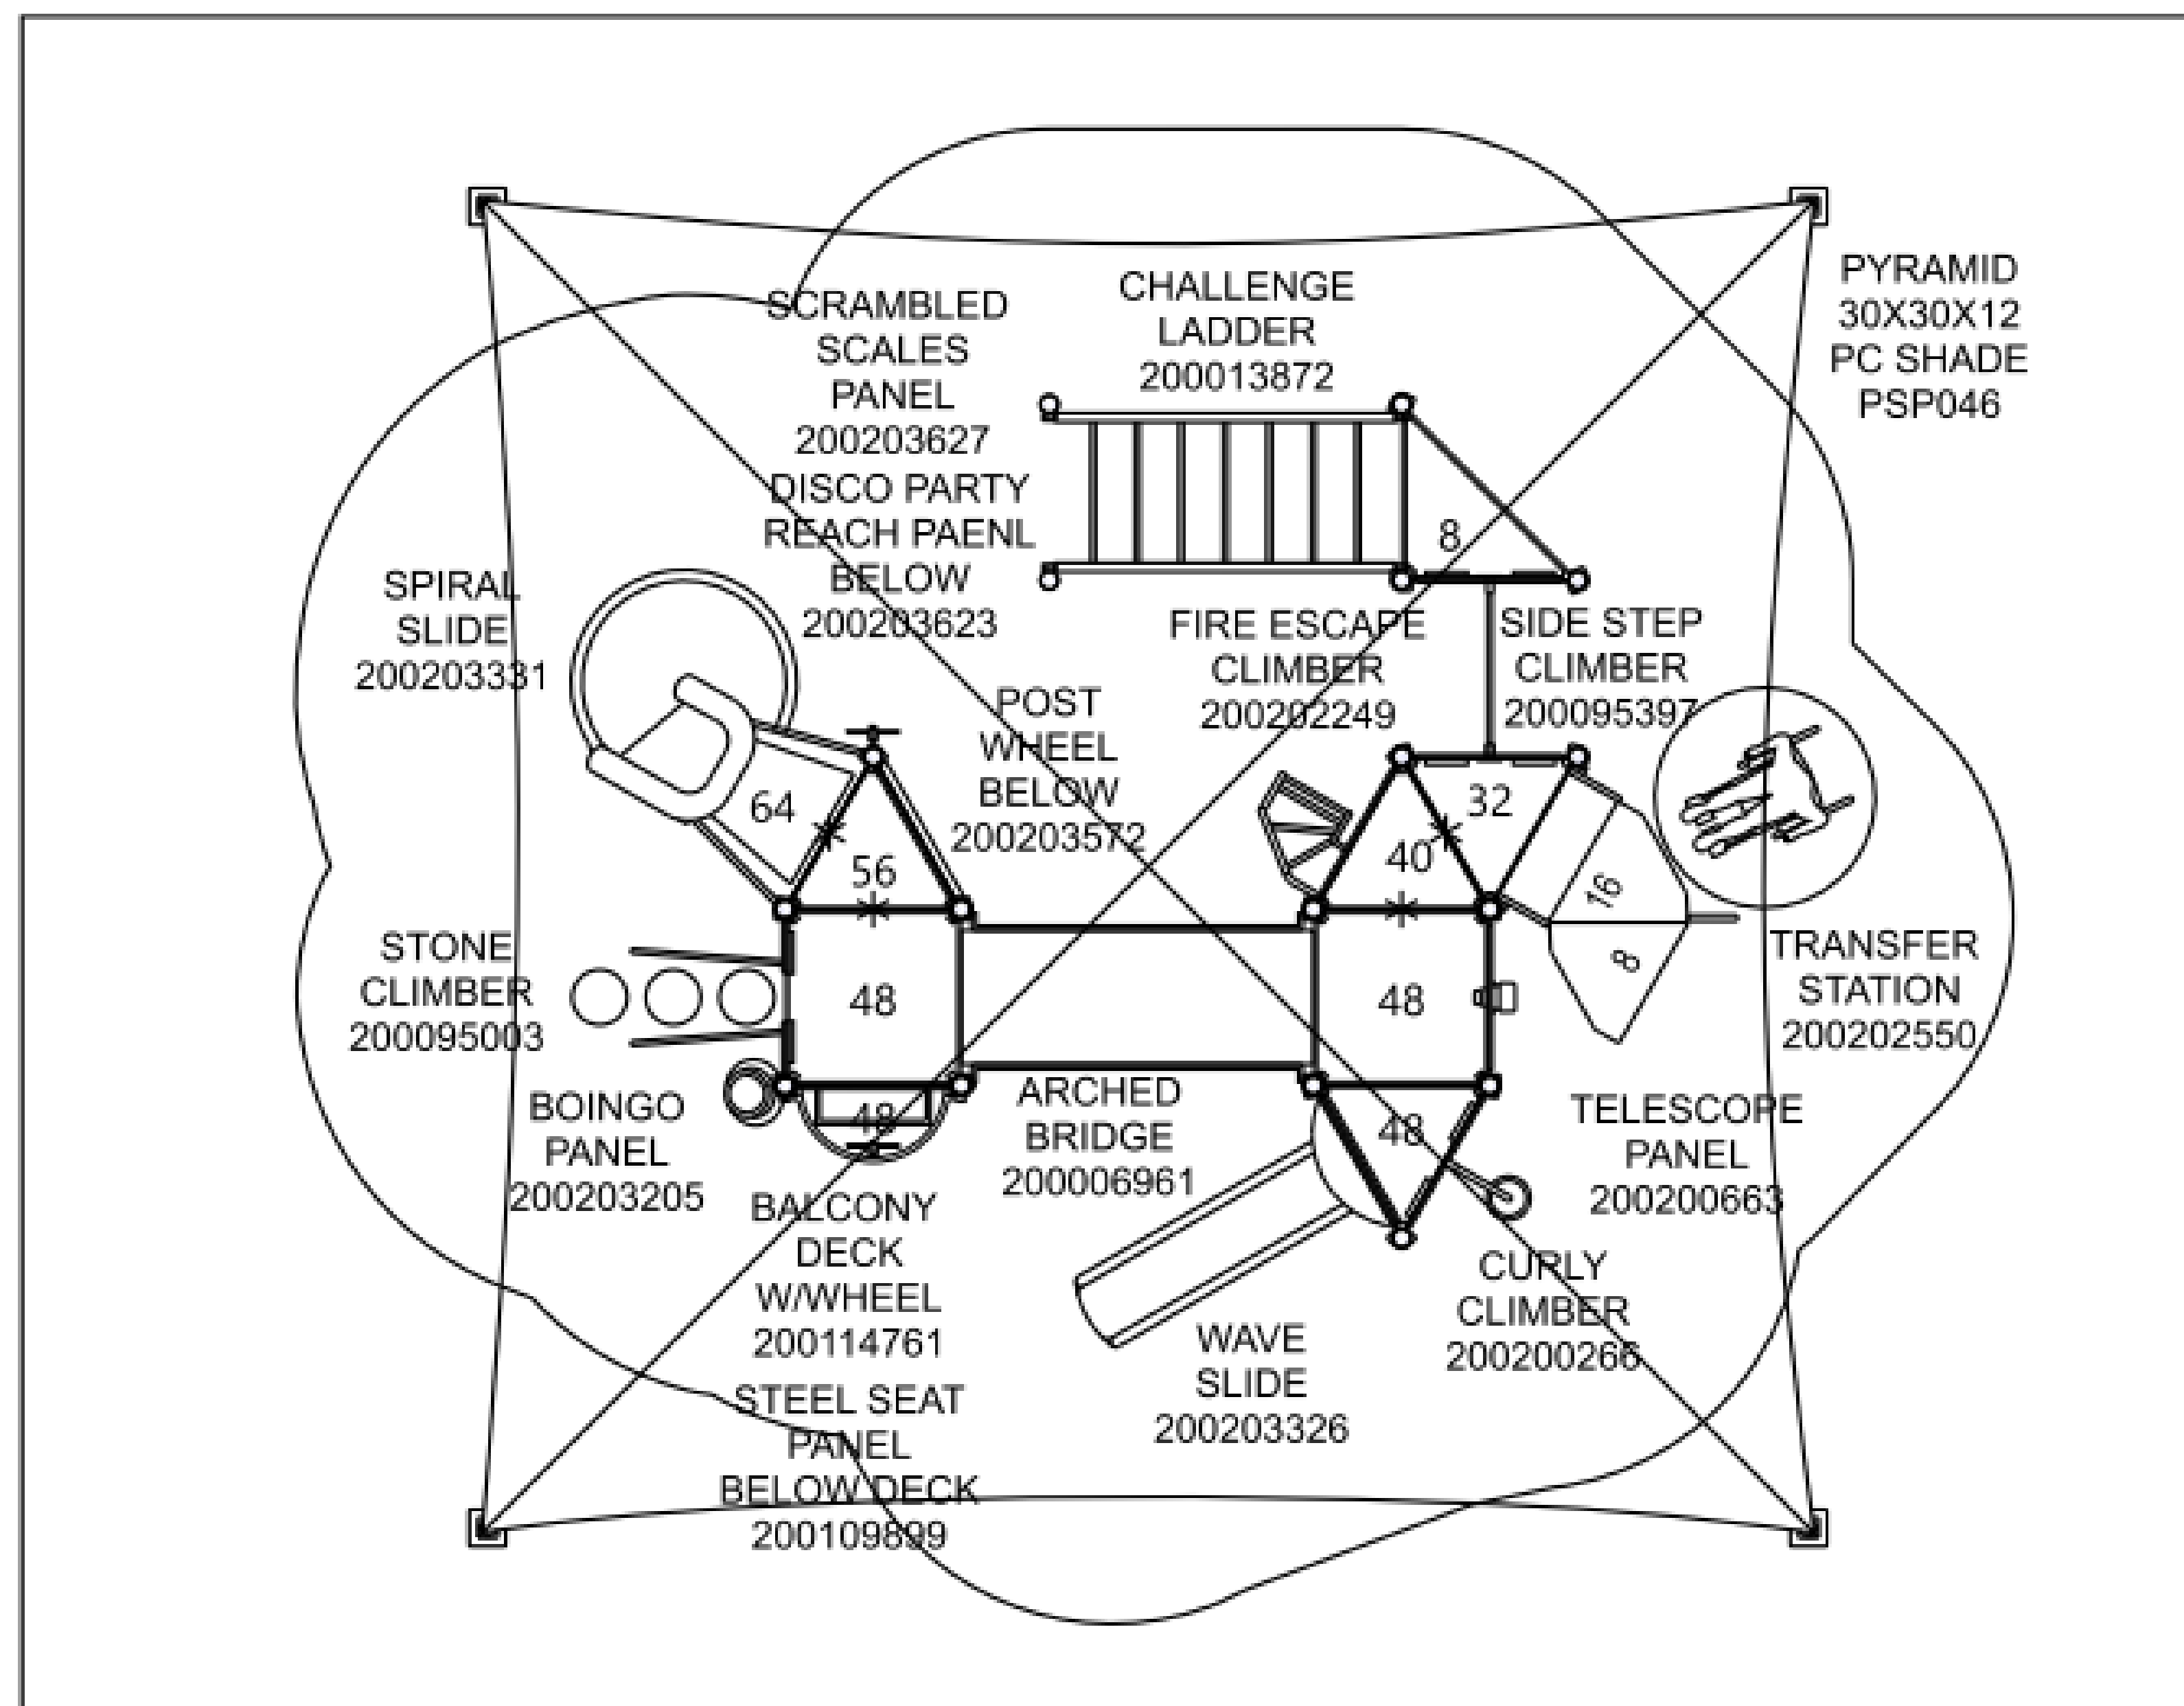 PYRAMID
30X30X12
PC SHADE
PSP046
CHALLENGE
LADDER
200013872
SCRAMBLED
SCALES
PANEL
200203627
DISCO PARTY
REACH PAENL
BELOW
200203623
8
SPIRAL
SLIDE
200203331
FIRE ESCAPE
CLIMBER
200202249
SIDE STEP
CLIMBER
200095397
POST
WHEEL
BELOW
200203572
64
56
32
40
16
8
STONE
CLIMBER
200095003
48
48
TRANSFER
STATION
200202550
BOINGO
PANEL
200203205
48
ARCHED
BRIDGE
200006961
48
TELESCOPE
PANEL
200200663
BALCONY
DECK
W/WHEEL
200114761
CURLY
CLIMBER
200200266
WAVE
SLIDE
200203326
STEEL SEAT
PANEL
BELOW DECK
200109899